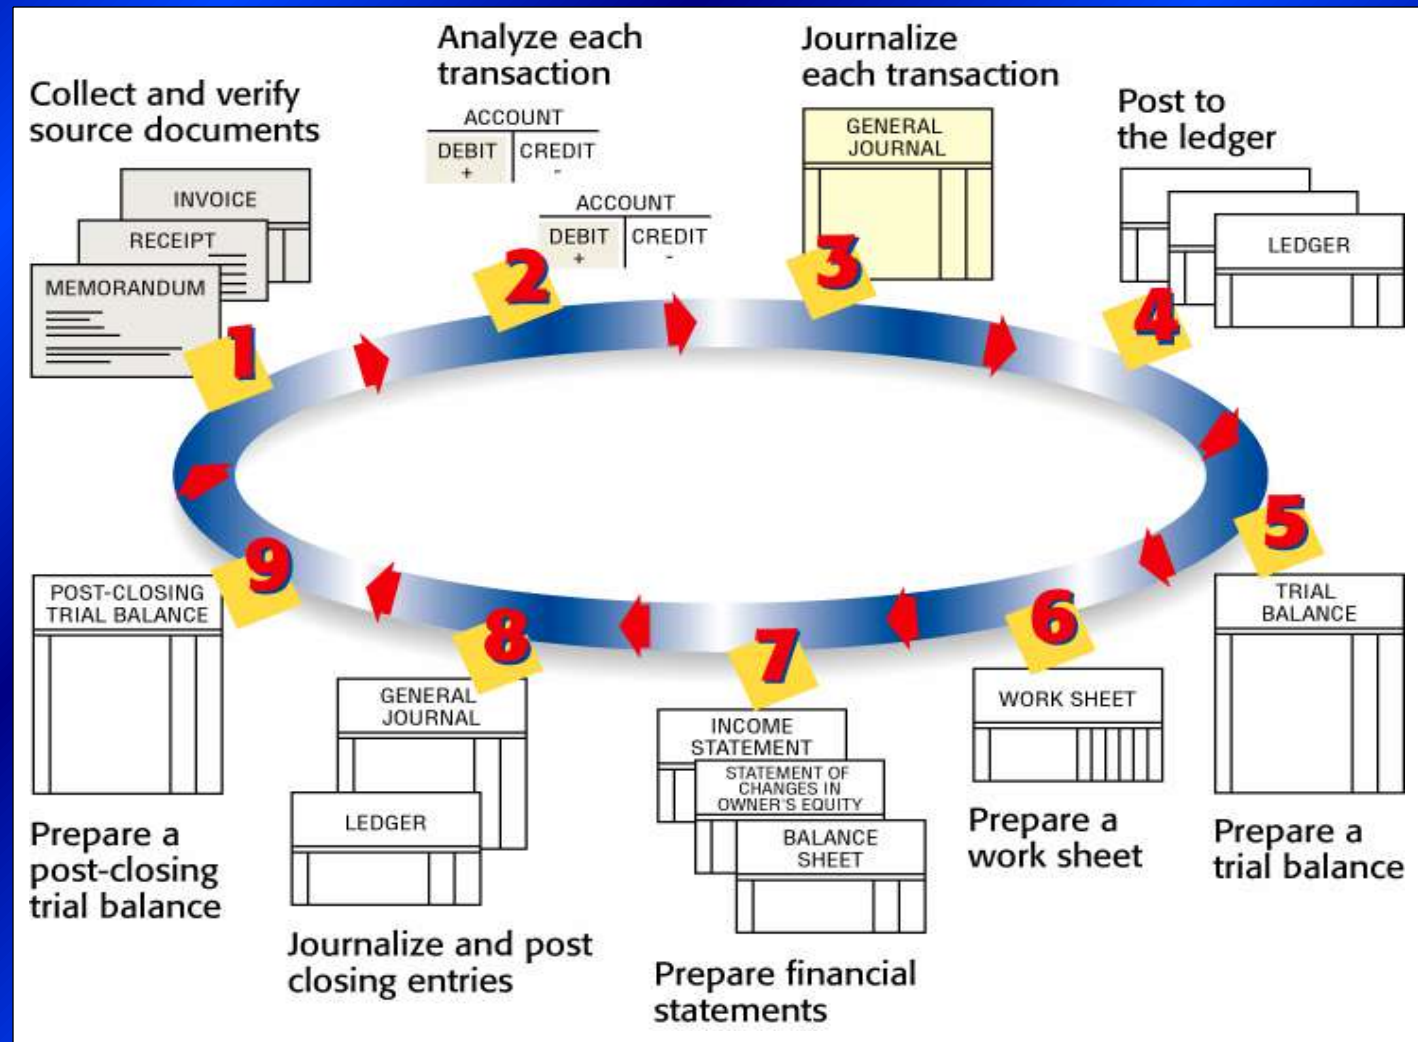 Collect and verify
source documents
INVOICE
RECEIPT
MEMORANDUM
1
Analyze each
transaction
ACCOUNT
DEBIT CREDIT
+ -
ACCOUNT
DEBIT CREDIT
+ -
2
Journalize
each transaction
GENERAL
JOURNAL
3
Post to
the ledger
LEDGER
4
5
TRIAL
BALANCE
Prepare a
trial balance
6
WORK SHEET
Prepare a
work sheet
7
INCOME
STATEMENT
STATEMENT OF
CHANGES IN
OWNER'S EQUITY
BALANCE
SHEET
Prepare financial
statements
8
GENERAL
JOURNAL
LEDGER
Journalize and post
closing entries
9
POST-CLOSING
TRIAL BALANCE
Prepare a
post-closing
trial balance